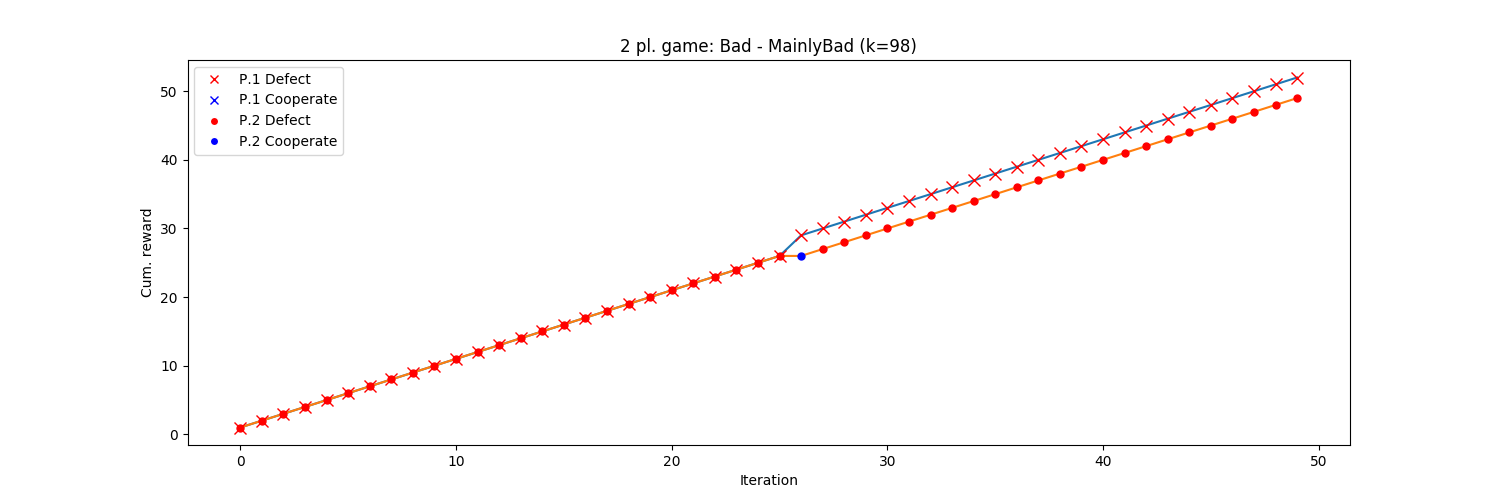 2 pl. game: Bad - MainlyBad (k=98)
P.1 Defect
P.1 Cooperate
P.2 Defect
P.2 Cooperate
Cum. reward
50
40
30
20
10
0
0 10 20 30 40 50
Iteration